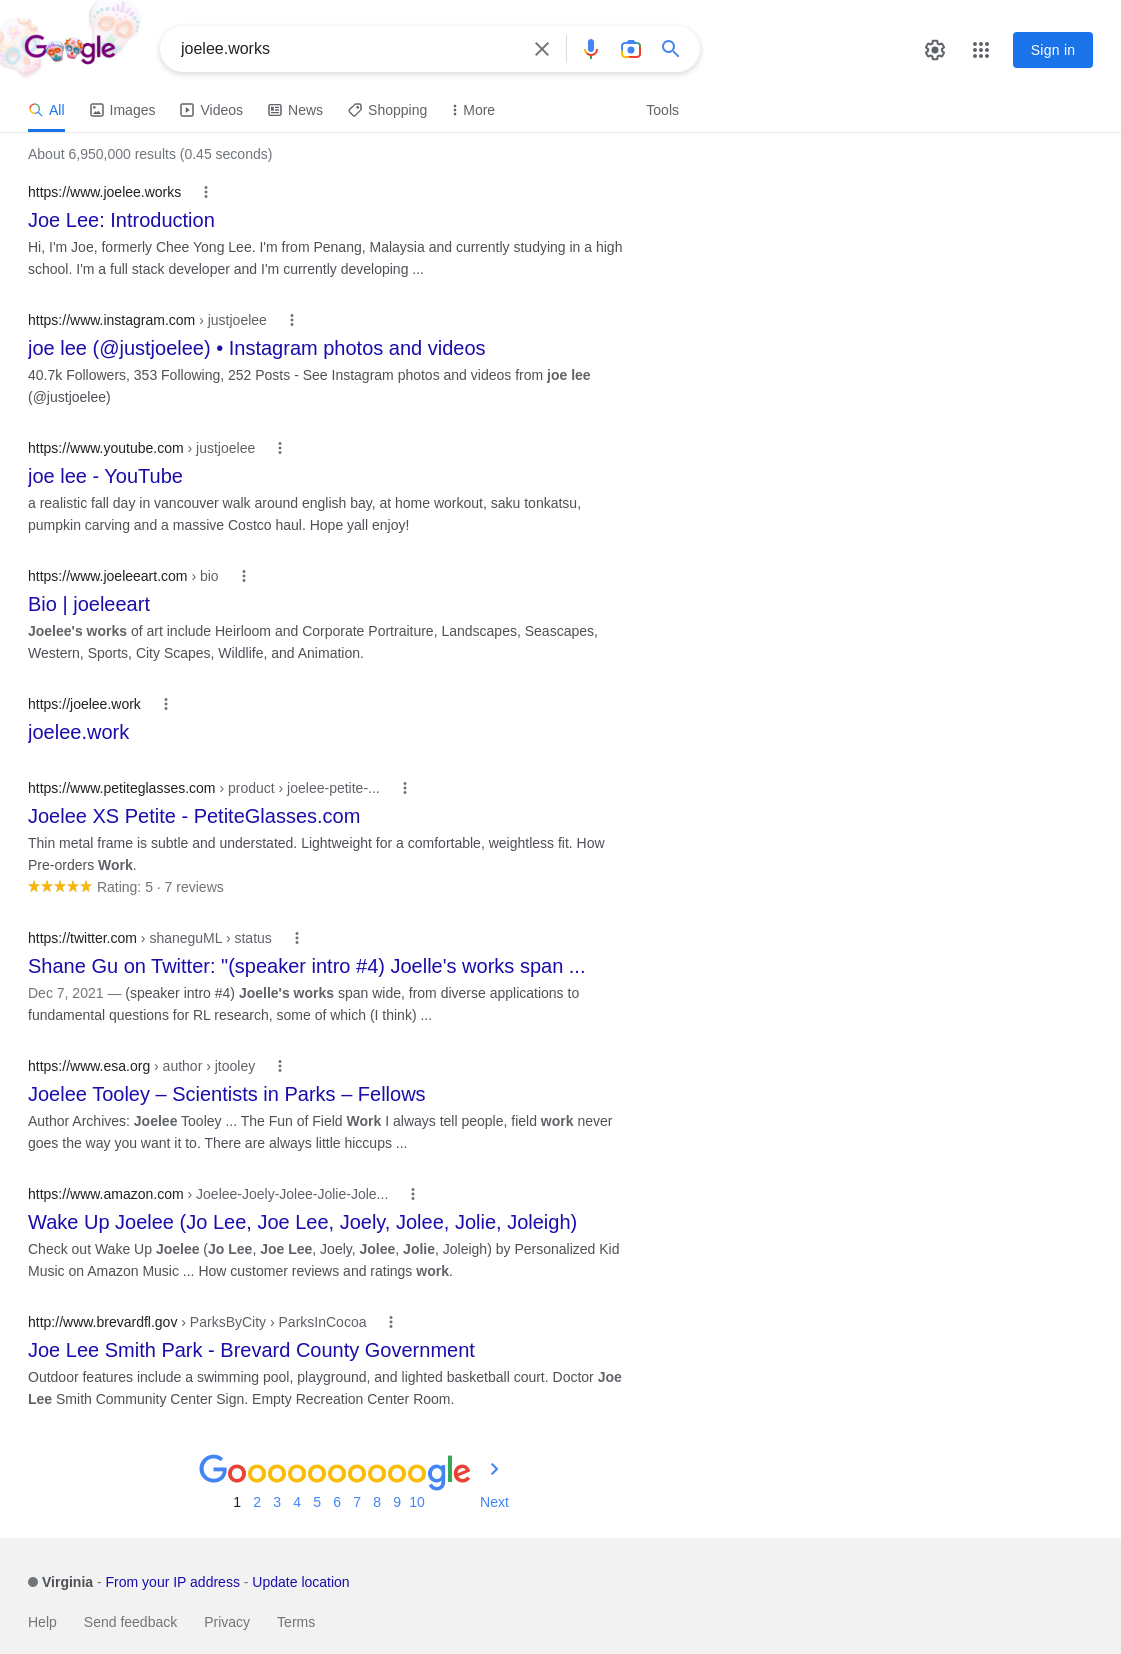 Google
joelee.works
Sign in
All Images Videos News Shopping More Tools
About 6,950,000 results (0.45 seconds)
https://www.joelee.works
Joe Lee: Introduction
Hi, I'm Joe, formerly Chee Yong Lee. I'm from Penang, Malaysia and currently studying in a high
school. I'm a full stack developer and I'm currently developing ...
https://www.instagram.com › justjoelee
joe lee (@justjoelee) • Instagram photos and videos
40.7k Followers, 353 Following, 252 Posts - See Instagram photos and videos from joe lee
(@justjoelee)
https://www.youtube.com › justjoelee
joe lee - YouTube
a realistic fall day in vancouver walk around english bay, at home workout, saku tonkatsu,
pumpkin carving and a massive Costco haul. Hope yall enjoy!
https://www.joeleeart.com › bio
Bio | joeleeart
Joelee's works of art include Heirloom and Corporate Portraiture, Landscapes, Seascapes,
Western, Sports, City Scapes, Wildlife, and Animation.
https://joelee.work
joelee.work
https://www.petiteglasses.com › product › joelee-petite-...
Joelee XS Petite - PetiteGlasses.com
Thin metal frame is subtle and understated. Lightweight for a comfortable, weightless fit. How
Pre-orders Work.
Rating: 5 · 7 reviews
https://twitter.com › shaneguML › status
Shane Gu on Twitter: "(speaker intro #4) Joelle's works span ...
Dec 7, 2021 — (speaker intro #4) Joelle's works span wide, from diverse applications to
fundamental questions for RL research, some of which (I think) ...
https://www.esa.org › author › jtooley
Joelee Tooley – Scientists in Parks – Fellows
Author Archives: Joelee Tooley ... The Fun of Field Work I always tell people, field work never
goes the way you want it to. There are always little hiccups ...
https://www.amazon.com › Joelee-Joely-Jolee-Jolie-Jole...
Wake Up Joelee (Jo Lee, Joe Lee, Joely, Jolee, Jolie, Joleigh)
Check out Wake Up Joelee (Jo Lee, Joe Lee, Joely, Jolee, Jolie, Joleigh) by Personalized Kid
Music on Amazon Music ... How customer reviews and ratings work.
http://www.brevardfl.gov › ParksByCity › ParksInCocoa
Joe Lee Smith Park - Brevard County Government
Outdoor features include a swimming pool, playground, and lighted basketball court. Doctor Joe
Lee Smith Community Center Sign. Empty Recreation Center Room.
Goooooooooogle
1 2 3 4 5 6 7 8 9 10 Next
Virginia - From your IP address - Update location
Help Send feedback Privacy Terms